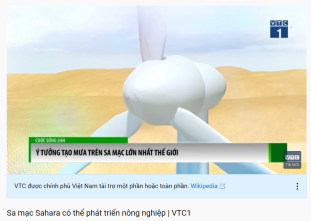 VTC
1
CUỘC SỐNG 24H
Ý TƯỞNG TẠO MƯA TRÊN SA MẠC LỚN NHẤT THẾ GIỚI
VTC được chính phủ Việt Nam tài trợ một phần hoặc toàn phần. Wikipedia
Sa mạc Sahara có thể phát triển nông nghiệp | VTC1